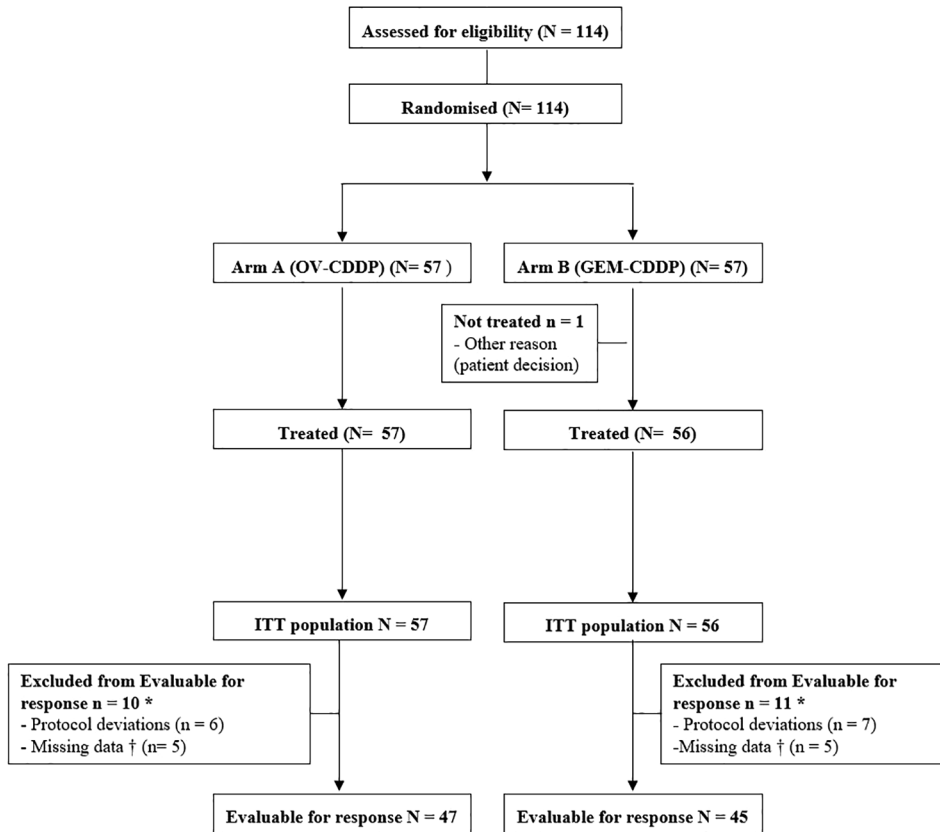 Assessed for eligibility (N = 114)
Randomised (N= 114)
Arm A (OV-CDDP) (N= 57 )
Arm B (GEM-CDDP) (N= 57)
Not treated n = 1
- Other reason
(patient decision)
Treated (N=  57)
Treated (N=  56)
ITT population N = 57
ITT population N = 56
Excluded from Evaluable for
response n = 10 *
- Protocol deviations (n = 6)
- Missing data † (n= 5)
Excluded from Evaluable for
response n = 11 *
- Protocol deviations (n = 7)
-Missing data † (n = 5)
Evaluable for response N = 47
Evaluable for response N = 45